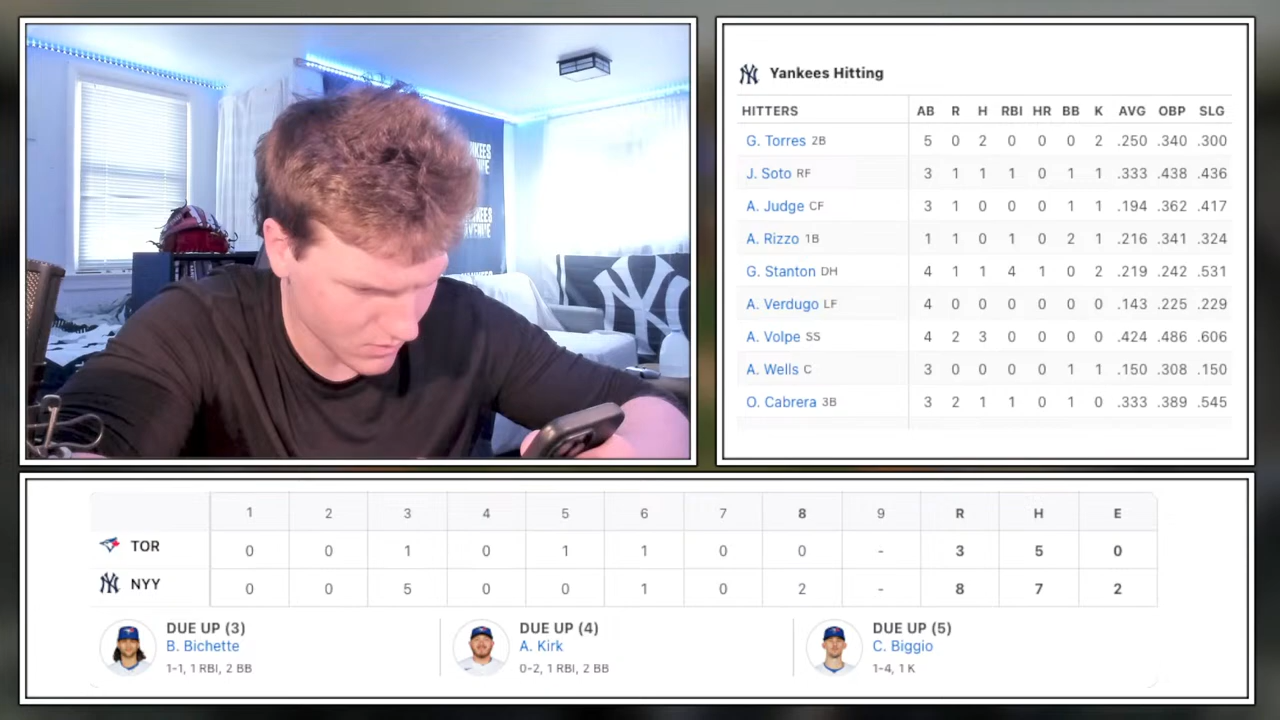 YANKEES
AVENUE
YANKEES
AVENUE
YANKEES
Yankees Hitting
HITTERS AB R H RBI HR BB K AVG OBP SLG
G. Torres 2B 5 0 2 0 0 0 2 .250 .340 .300
J. Soto RF 3 1 1 1 0 1 1 .333 .438 .436
A. Judge CF 3 1 0 0 0 1 1 .194 .362 .417
A. Rizzo 1B 1 1 0 1 0 2 1 .216 .341 .324
G. Stanton DH 4 1 1 4 1 0 2 .219 .242 .531
A. Verdugo LF 4 0 0 0 0 0 0 .143 .225 .229
A. Volpe SS 4 2 3 0 0 0 0 .424 .486 .606
A. Wells C 3 0 0 0 0 1 1 .150 .308 .150
O. Cabrera 3B 3 2 1 1 0 1 0 .333 .389 .545
1 2 3 4 5 6 7 8 9 R H E
TOR 0 0 1 0 1 1 0 0 - 3 5 0
NYY 0 0 5 0 0 1 0 2 - 8 7 2
DUE UP (3)
B. Bichette
1-1, 1 RBI, 2 BB
DUE UP (4)
A. Kirk
0-2, 1 RBI, 2 BB
DUE UP (5)
C. Biggio
1-4, 1 K